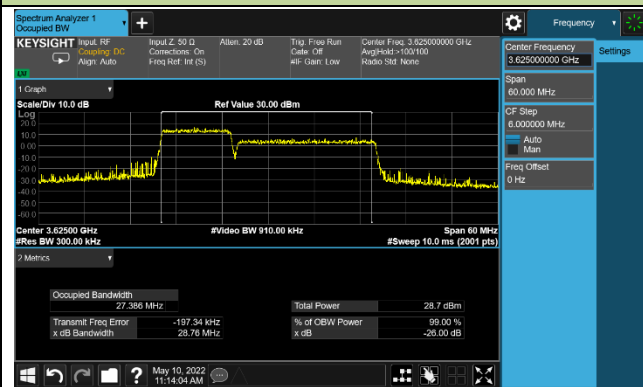 Spectrum Analyzer 1
Occupied BW
+
Frequency
KEYSIGHT
Input: RF
Coupling: DC
Align: Auto
Input Z: 50 Ω
Corrections: On
Freq Ref: Int (S)
Atten: 20 dB
Trig: Free Run
Gate: Off
#IF Gain: Low
Center Freq: 3.625000000 GHz
Avg|Hold:>100/100
Radio Std: None
LXI
Center Frequency
3.625000000 GHz
Settings
Span
60.000 MHz
CF Step
6.000000 MHz
Auto
Man
Freq Offset
0 Hz
1 Graph
Scale/Div 10.0 dB
Ref Value 30.00 dBm
Log
20.0
10.0
0.00
-10.0
-20.0
-30.0
-40.0
-50.0
-60.0
Center 3.62500 GHz
#Video BW 910.00 kHz
Span 60 MHz
#Res BW 300.00 kHz
#Sweep 10.0 ms (2001 pts)
2 Metrics
Occupied Bandwidth
27.386 MHz
Total Power
28.7 dBm
Transmit Freq Error
-197.34 kHz
% of OBW Power
99.00 %
x dB Bandwidth
28.76 MHz
x dB
-26.00 dB
?
May 10, 2022
11:14:04 AM